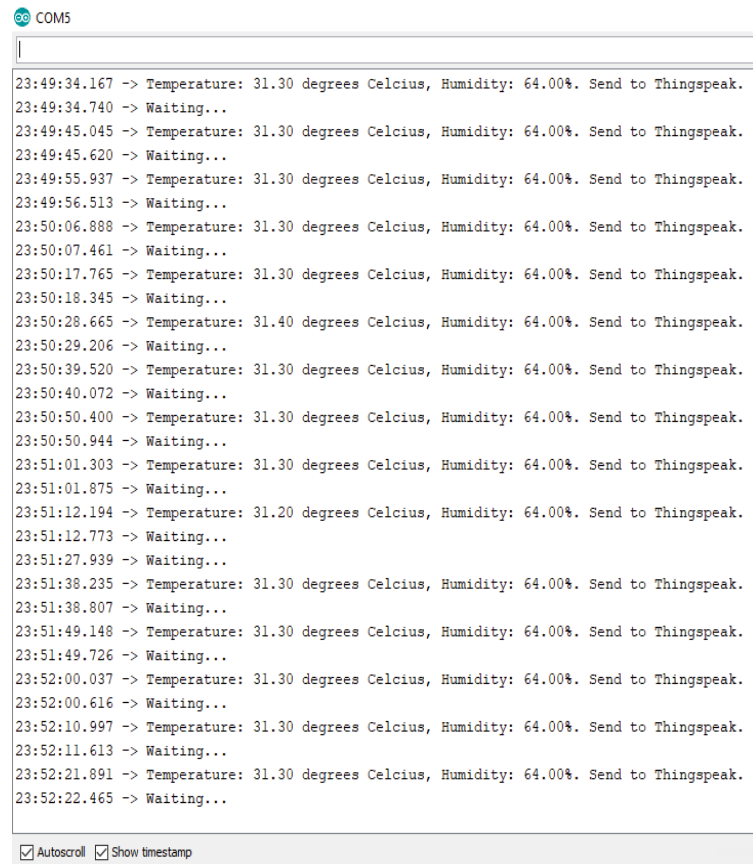 COM5
23:49:34.167 -> Temperature: 31.30 degrees Celcius, Humidity: 64.00%. Send to Thingspeak.
23:49:34.740 -> Waiting...
23:49:45.045 -> Temperature: 31.30 degrees Celcius, Humidity: 64.00%. Send to Thingspeak.
23:49:45.620 -> Waiting...
23:49:55.937 -> Temperature: 31.30 degrees Celcius, Humidity: 64.00%. Send to Thingspeak.
23:49:56.513 -> Waiting...
23:50:06.888 -> Temperature: 31.30 degrees Celcius, Humidity: 64.00%. Send to Thingspeak.
23:50:07.461 -> Waiting...
23:50:17.765 -> Temperature: 31.30 degrees Celcius, Humidity: 64.00%. Send to Thingspeak.
23:50:18.345 -> Waiting...
23:50:28.665 -> Temperature: 31.40 degrees Celcius, Humidity: 64.00%. Send to Thingspeak.
23:50:29.206 -> Waiting...
23:50:39.520 -> Temperature: 31.30 degrees Celcius, Humidity: 64.00%. Send to Thingspeak.
23:50:40.072 -> Waiting...
23:50:50.400 -> Temperature: 31.30 degrees Celcius, Humidity: 64.00%. Send to Thingspeak.
23:50:50.944 -> Waiting...
23:51:01.303 -> Temperature: 31.30 degrees Celcius, Humidity: 64.00%. Send to Thingspeak.
23:51:01.875 -> Waiting...
23:51:12.194 -> Temperature: 31.20 degrees Celcius, Humidity: 64.00%. Send to Thingspeak.
23:51:12.773 -> Waiting...
23:51:27.939 -> Waiting...
23:51:38.235 -> Temperature: 31.30 degrees Celcius, Humidity: 64.00%. Send to Thingspeak.
23:51:38.807 -> Waiting...
23:51:49.148 -> Temperature: 31.30 degrees Celcius, Humidity: 64.00%. Send to Thingspeak.
23:51:49.726 -> Waiting...
23:52:00.037 -> Temperature: 31.30 degrees Celcius, Humidity: 64.00%. Send to Thingspeak.
23:52:00.616 -> Waiting...
23:52:10.997 -> Temperature: 31.30 degrees Celcius, Humidity: 64.00%. Send to Thingspeak.
23:52:11.613 -> Waiting...
23:52:21.891 -> Temperature: 31.30 degrees Celcius, Humidity: 64.00%. Send to Thingspeak.
23:52:22.465 -> Waiting...
Autoscroll Show timestamp